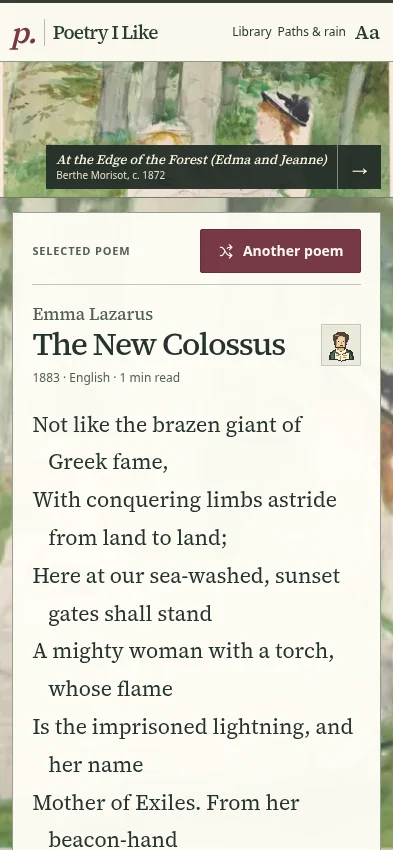 p. Poetry I Like Library Paths & rain Aa
At the Edge of the Forest (Edma and Jeanne)
Berthe Morisot, c. 1872
→
SELECTED POEM
Another poem
Emma Lazarus
The New Colossus
1883 · English · 1 min read
Not like the brazen giant of
Greek fame,
With conquering limbs astride
from land to land;
Here at our sea-washed, sunset
gates shall stand
A mighty woman with a torch,
whose flame
Is the imprisoned lightning, and
her name
Mother of Exiles. From her
beacon-hand